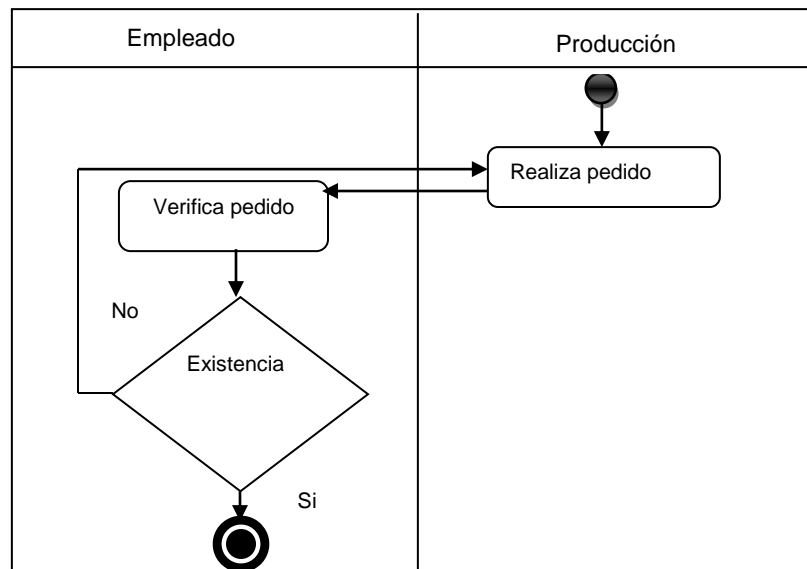 Empleado
Producción
Realiza pedido
Verifica pedido
No
Existencia
Si